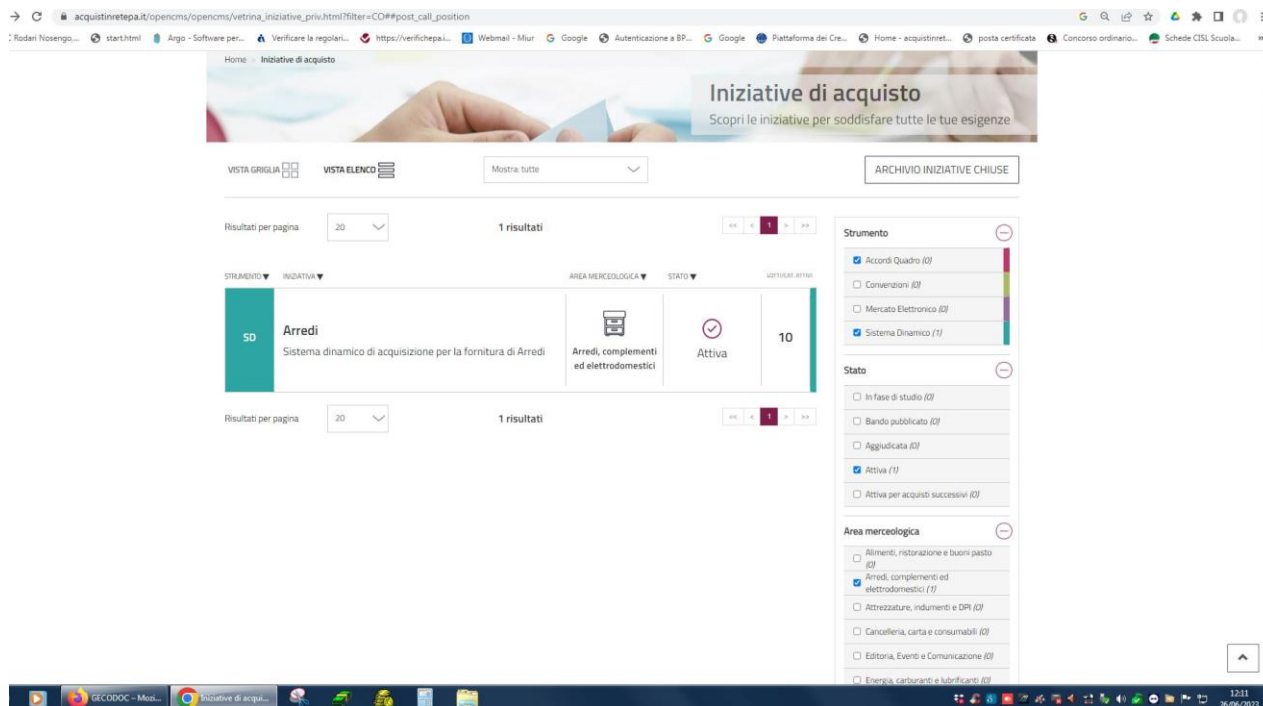 acquistinretepa.it/opencms/opencms/vetrina_iniziative_priv.html?filter=CO##post_call_position
Rodari Nosengo,... start.html Argo - Software per... Verificare la regolari... https://verifichepa.i... Webmail - Miur Google Autenticazione a BP... Google Piattaforma dei Cre... Home - acquistinret... posta certificata Concorso ordinario... Schede CISL Scuola...
Home > Iniziative di acquisto
Iniziative di acquisto
Scopri le iniziative per soddisfare tutte le tue esigenze
VISTA GRIGLIA VISTA ELENCO Mostra: tutte ARCHIVIO INIZIATIVE CHIUSE
Risultati per pagina 20 1 risultati << < 1 > >>
STRUMENTO INIZIATIVA AREA MERCEOLOGICA STATO LOTTI/CAT. ATTIVI
SD
Arredi
Sistema dinamico di acquisizione per la fornitura di Arredi
Arredi, complementi
ed elettrodomestici
Attiva
10
Risultati per pagina 20 1 risultati << < 1 > >>
Strumento
Accordi Quadro (0)
Convenzioni (0)
Mercato Elettronico (0)
Sistema Dinamico (1)
Stato
In fase di studio (0)
Bando pubblicato (0)
Aggiudicata (0)
Attiva (1)
Attiva per acquisti successivi (0)
Area merceologica
Alimenti, ristorazione e buoni pasto
(0)
Arredi, complementi ed
elettrodomestici (1)
Attrezzature, indumenti e DPI (0)
Cancelleria, carta e consumabili (0)
Editoria, Eventi e Comunicazione (0)
Energia, carburanti e lubrificanti (0)
GECODOC - Mozi... Iniziative di acqui...
12:11
26/06/2023